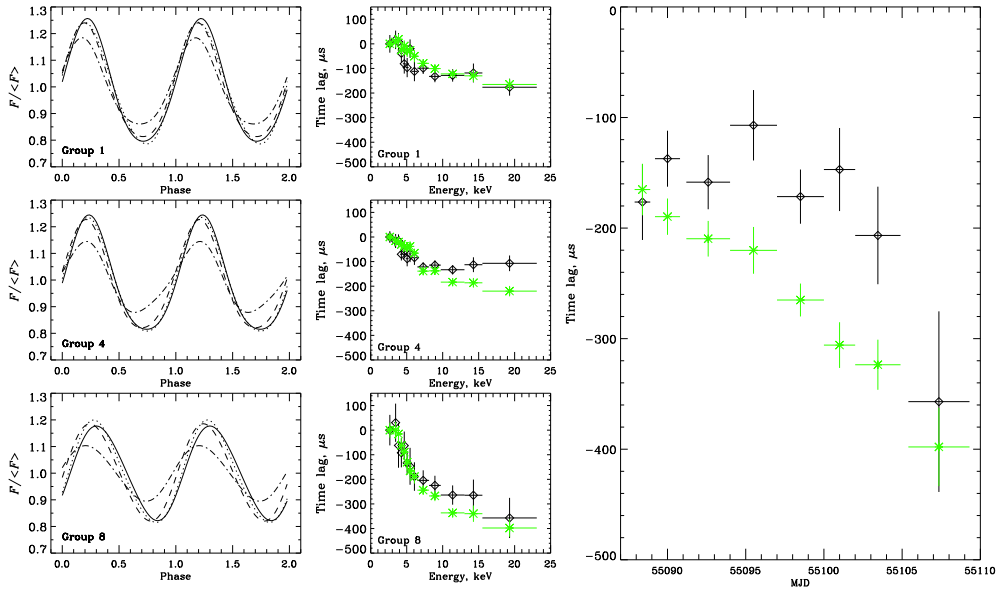 1.3
1.2
1.1
1.0
0.9
0.8
0.7
F/<F>
Group 1
0.0 0.5 1.0 1.5 2.0
Phase
100
0
−100
−200
−300
−400
−500
Time lag, μs
Group 1
0 5 10 15 20 25
Energy, keV
1.3
1.2
1.1
1.0
0.9
0.8
0.7
F/<F>
Group 4
0.0 0.5 1.0 1.5 2.0
Phase
100
0
−100
−200
−300
−400
−500
Time lag, μs
Group 4
0 5 10 15 20 25
Energy, keV
1.3
1.2
1.1
1.0
0.9
0.8
0.7
F/<F>
Group 8
0.0 0.5 1.0 1.5 2.0
Phase
100
0
−100
−200
−300
−400
−500
Time lag, μs
Group 8
0 5 10 15 20 25
Energy, keV
0
−100
−200
−300
−400
−500
Time lag, μs
55090 55095 55100 55105 55110
MJD